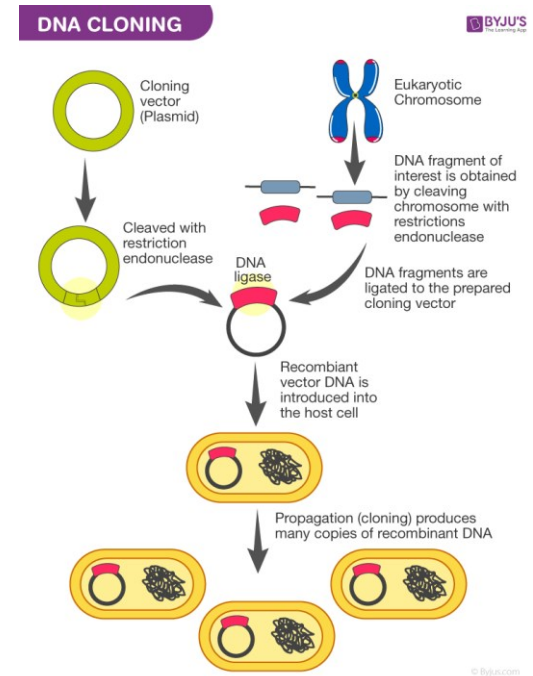 DNA CLONING
BYJU'S
The Learning App
Cloning
vector
(Plasmid)
Eukaryotic
Chromosome
DNA fragment of
interest is obtained
by cleaving
chromosome with
restrictions
endonuclease
Cleaved with
restriction
endonuclease
DNA
ligase
DNA fragments are
ligated to the prepared
cloning vector
Recombiant
vector DNA is
introduced into
the host cell
Propagation (cloning) produces
many copies of recombinant DNA
© Byjus.com